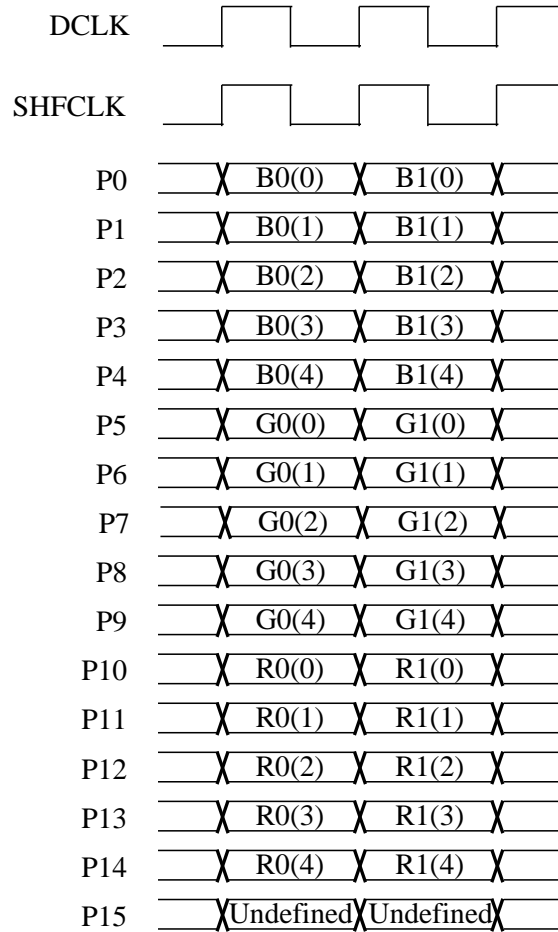 DCLK
SHFCLK
P0 B0(0) B1(0)
P1 B0(1) B1(1)
P2 B0(2) B1(2)
P3 B0(3) B1(3)
P4 B0(4) B1(4)
P5 G0(0) G1(0)
P6 G0(1) G1(1)
P7 G0(2) G1(2)
P8 G0(3) G1(3)
P9 G0(4) G1(4)
P10 R0(0) R1(0)
P11 R0(1) R1(1)
P12 R0(2) R1(2)
P13 R0(3) R1(3)
P14 R0(4) R1(4)
P15 Undefined Undefined